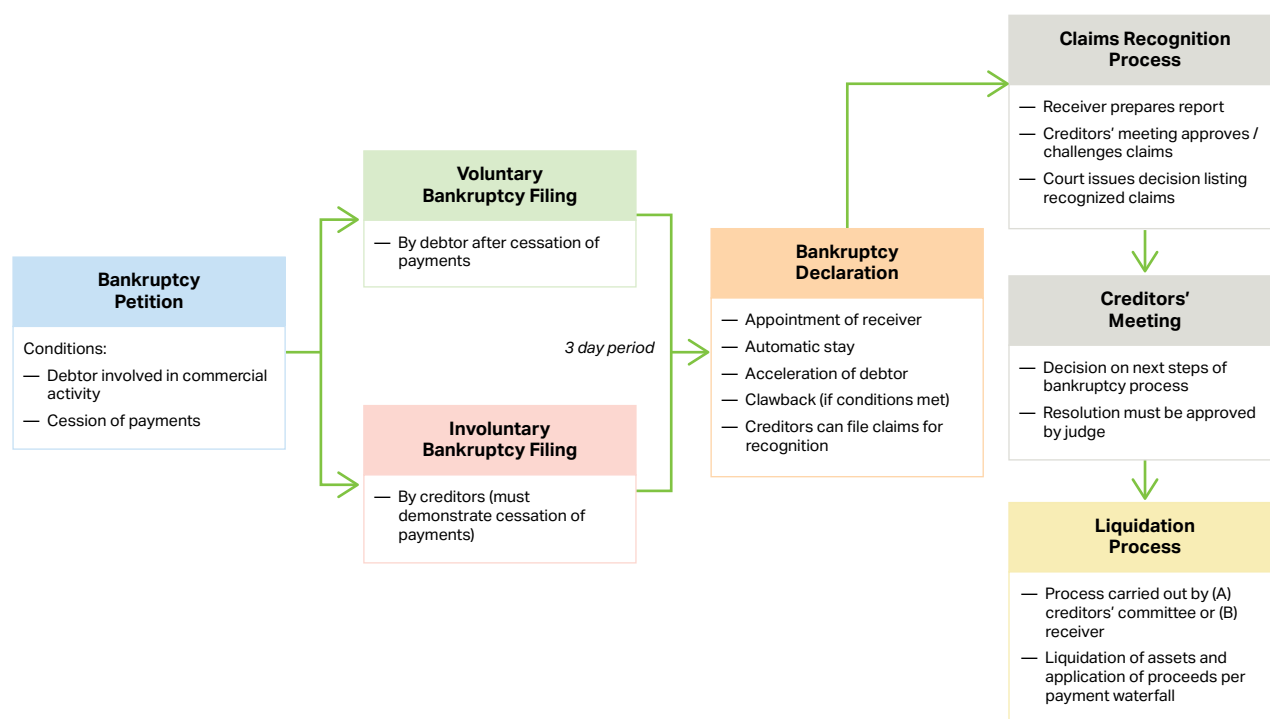 Bankruptcy
Petition
Conditions:
— Debtor involved in commercial
activity
— Cession of payments
Voluntary
Bankruptcy Filing
— By debtor after cessation of
payments
3 day period
Involuntary
Bankruptcy Filing
— By creditors (must
demonstrate cessation of
payments)
Bankruptcy
Declaration
— Appointment of receiver
— Automatic stay
— Acceleration of debtor
— Clawback (if conditions met)
— Creditors can file claims for
recognition
Claims Recognition
Process
— Receiver prepares report
— Creditors’ meeting approves /
challenges claims
— Court issues decision listing
recognized claims
Creditors’
Meeting
— Decision on next steps of
bankruptcy process
— Resolution must be approved
by judge
Liquidation
Process
— Process carried out by (A)
creditors’ committee or (B)
receiver
— Liquidation of assets and
application of proceeds per
payment waterfall